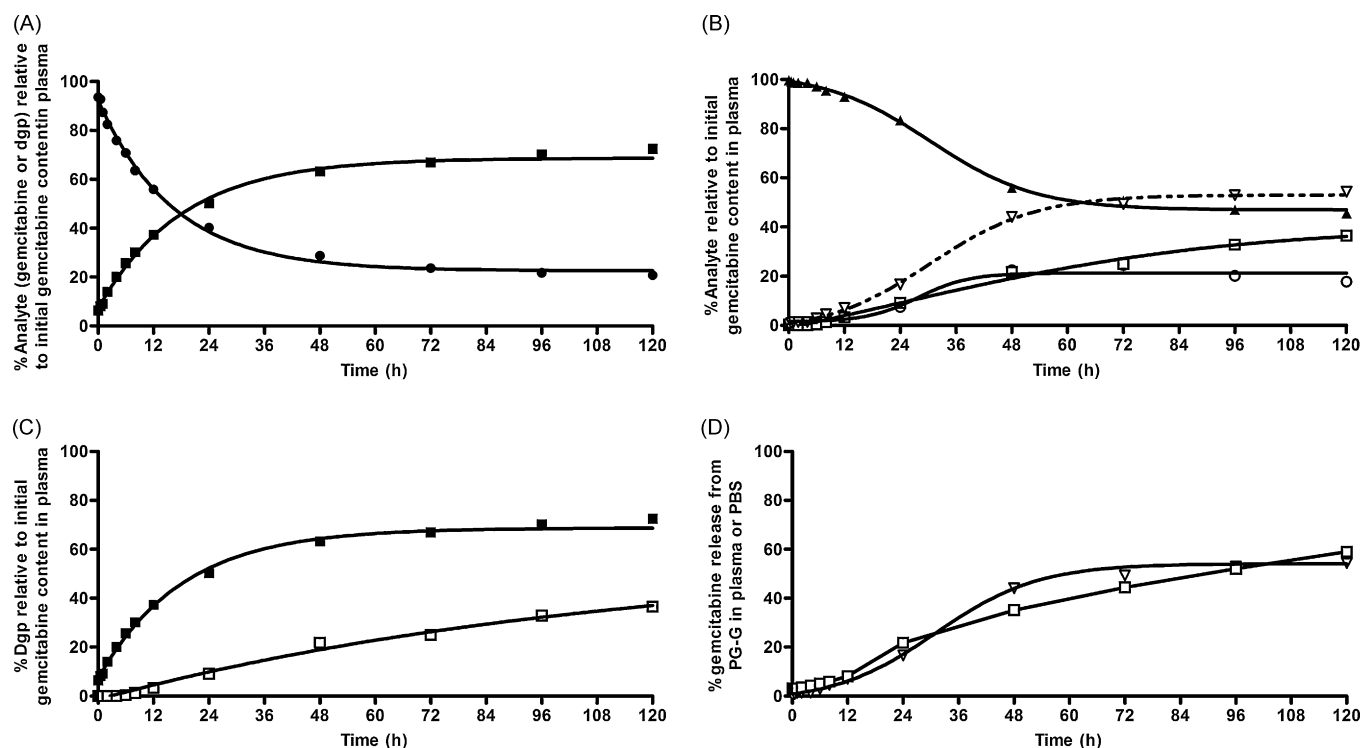 (A)
%Analyte (gemcitabine or dgp) relative
to initial gemcitabine contentin plasma
100
80
60
40
20
0
0 12 24 36 48 60 72 84 96 108 120
Time (h)
(B)
%Analyte relative to initial
gemcitabine content in plasma
100
80
60
40
20
0
0 12 24 36 48 60 72 84 96 108 120
Time (h)
(C)
%Dgp relative to initial
gemcitabine content in plasma
100
80
60
40
20
0
0 12 24 36 48 60 72 84 96 108 120
Time (h)
(D)
%gemcitabine release from
PG-G in plasma or PBS
100
80
60
40
20
0
0 12 24 36 48 60 72 84 96 108 120
Time (h)